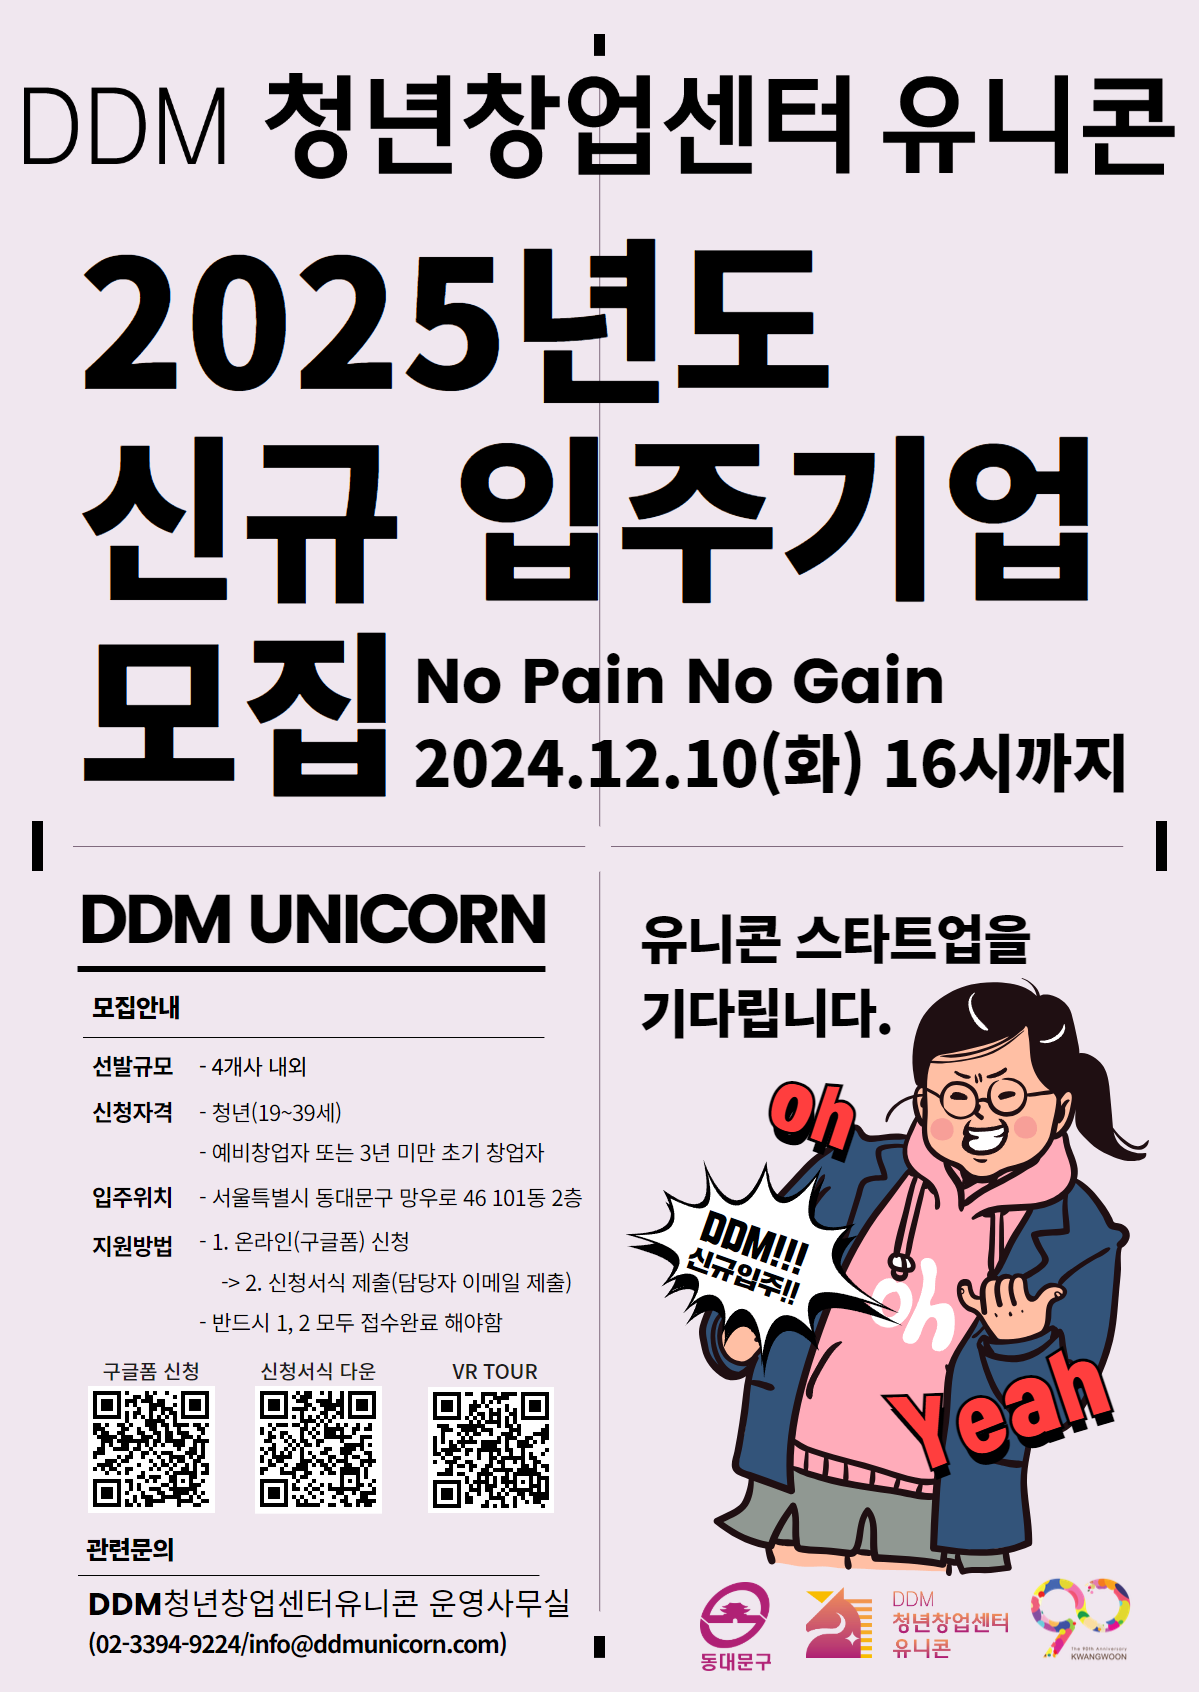 DDM 청년창업센터 유니콘
2025년도
신규 입주기업
모집
No Pain No Gain
2024.12.10(화) 16시까지
DDM UNICORN
모집안내
선발규모 - 4개사 내외
신청자격 - 청년(19~39세)
- 예비창업자 또는 3년 미만 초기 창업자
입주위치 - 서울특별시 동대문구 망우로 46 101동 2층
지원방법 - 1. 온라인(구글폼) 신청
-> 2. 신청서식 제출(담당자 이메일 제출)
- 반드시 1, 2 모두 접수완료 해야함
구글폼 신청 신청서식 다운 VR TOUR
관련문의
DDM청년창업센터유니콘 운영사무실
(02-3394-9224/info@ddmunicorn.com)
유니콘 스타트업을
기다립니다.
oh
DDM!!!
신규입주!!
oh
Yeah
동대문구
DDM
청년창업센터
유니콘
90
The 90th Anniversary
KWANGWOON